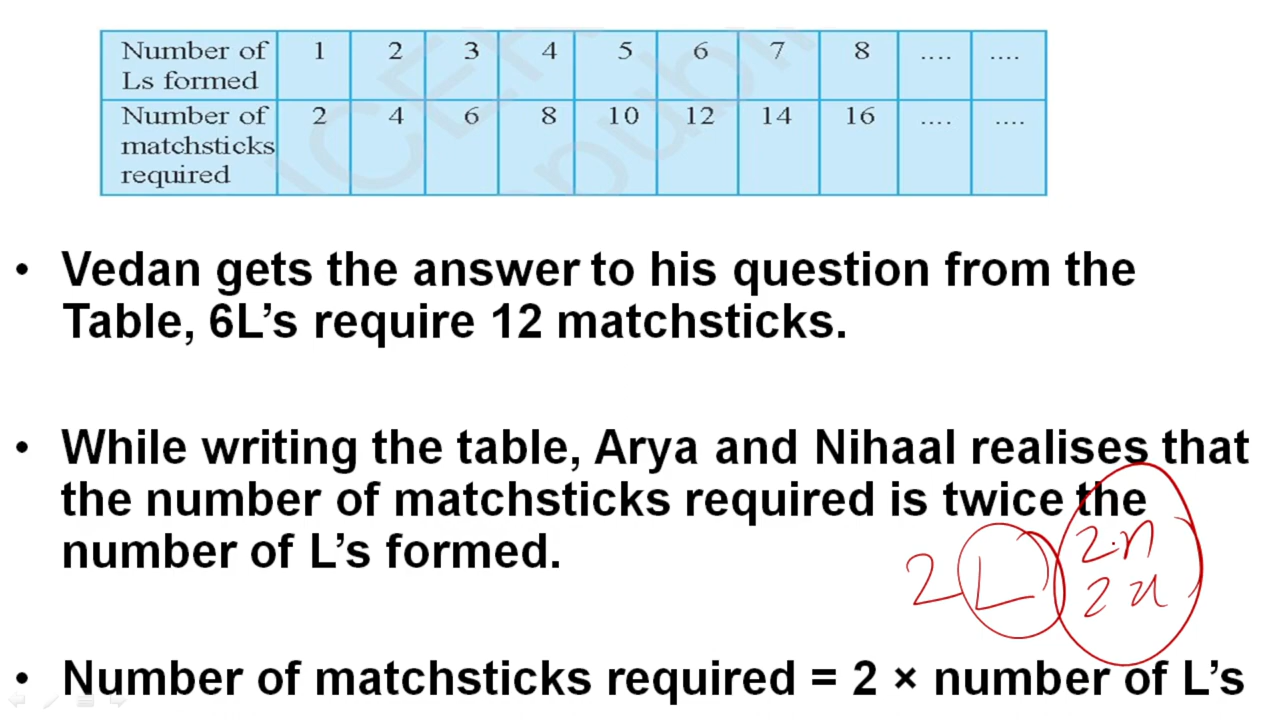 Number of Ls formed 1 2 3 4 5 6 7 8 .... ....
Number of matchsticks required 2 4 6 8 10 12 14 16 .... ....
• Vedan gets the answer to his question from the
Table, 6L’s require 12 matchsticks.
• While writing the table, Arya and Nihaal realises that
the number of matchsticks required is twice the
number of L’s formed.
2 L
2.n
2x
• Number of matchsticks required = 2 × number of L’s